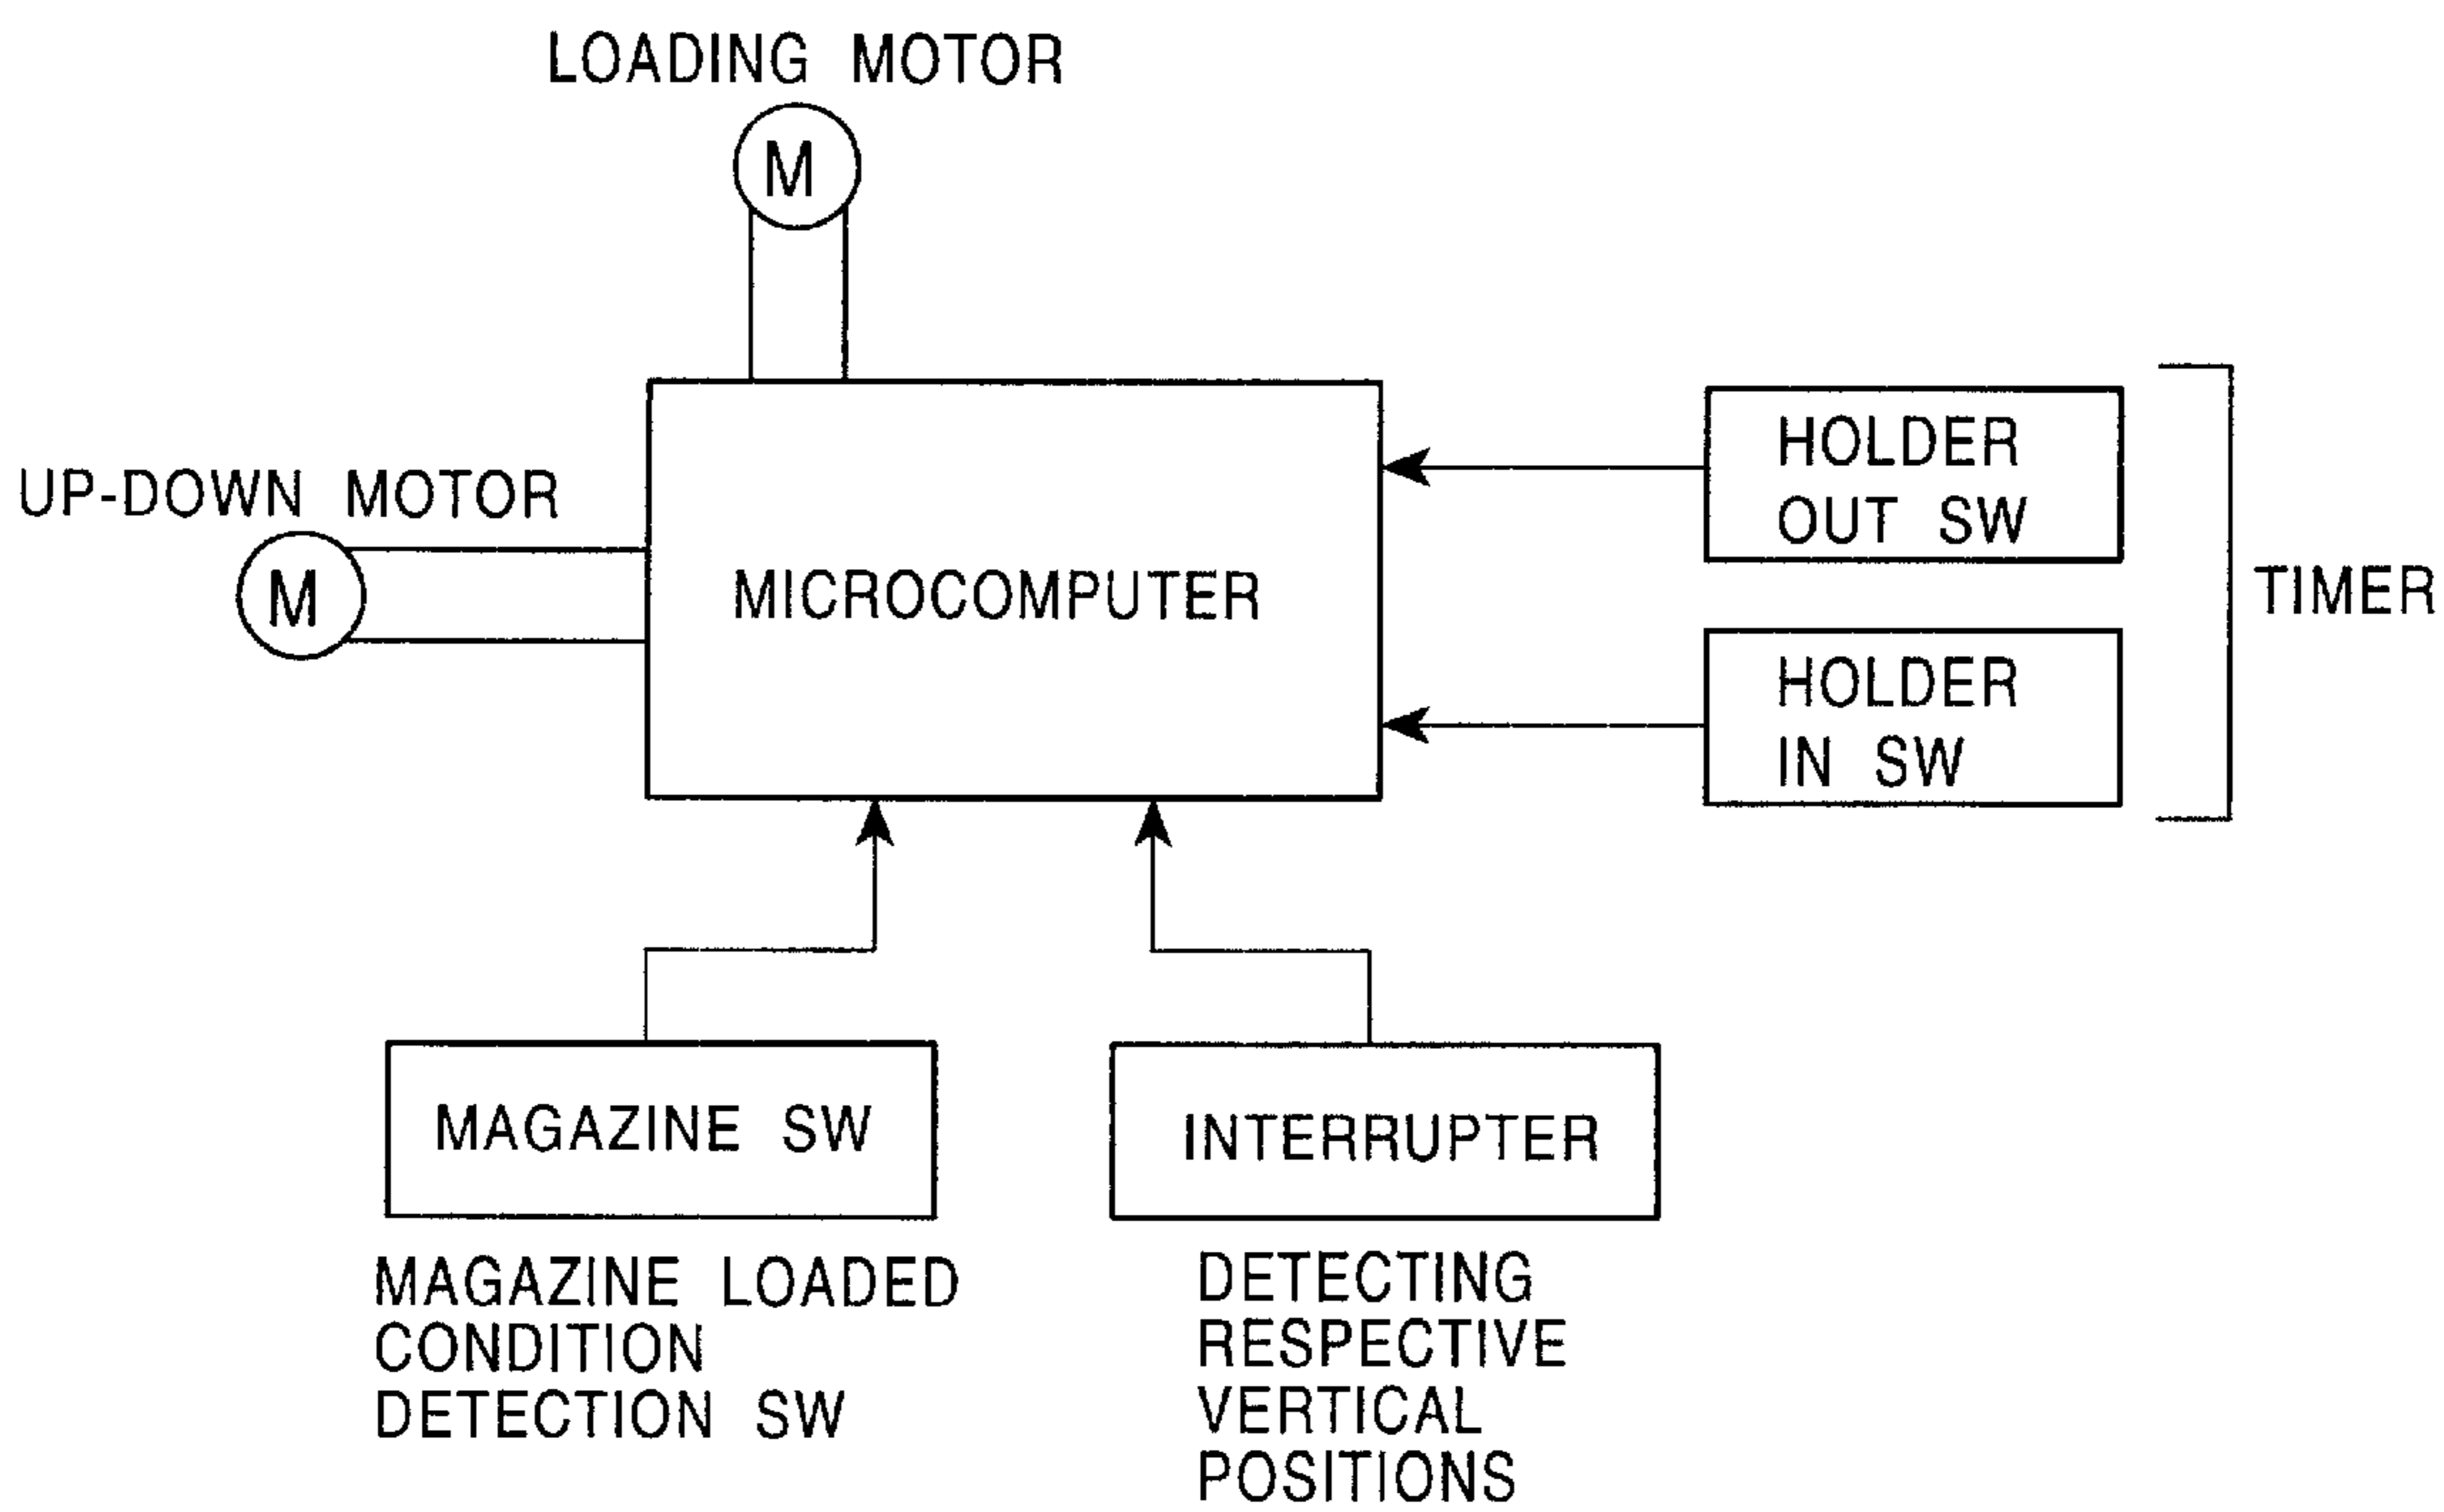 LOADING MOTOR
M
UP-DOWN MOTOR
M
MICROCOMPUTER
HOLDER
OUT SW
HOLDER
IN SW
TIMER
MAGAZINE SW
INTERRUPTER
MAGAZINE LOADED
CONDITION
DETECTION SW
DETECTING
RESPECTIVE
VERTICAL
POSITIONS